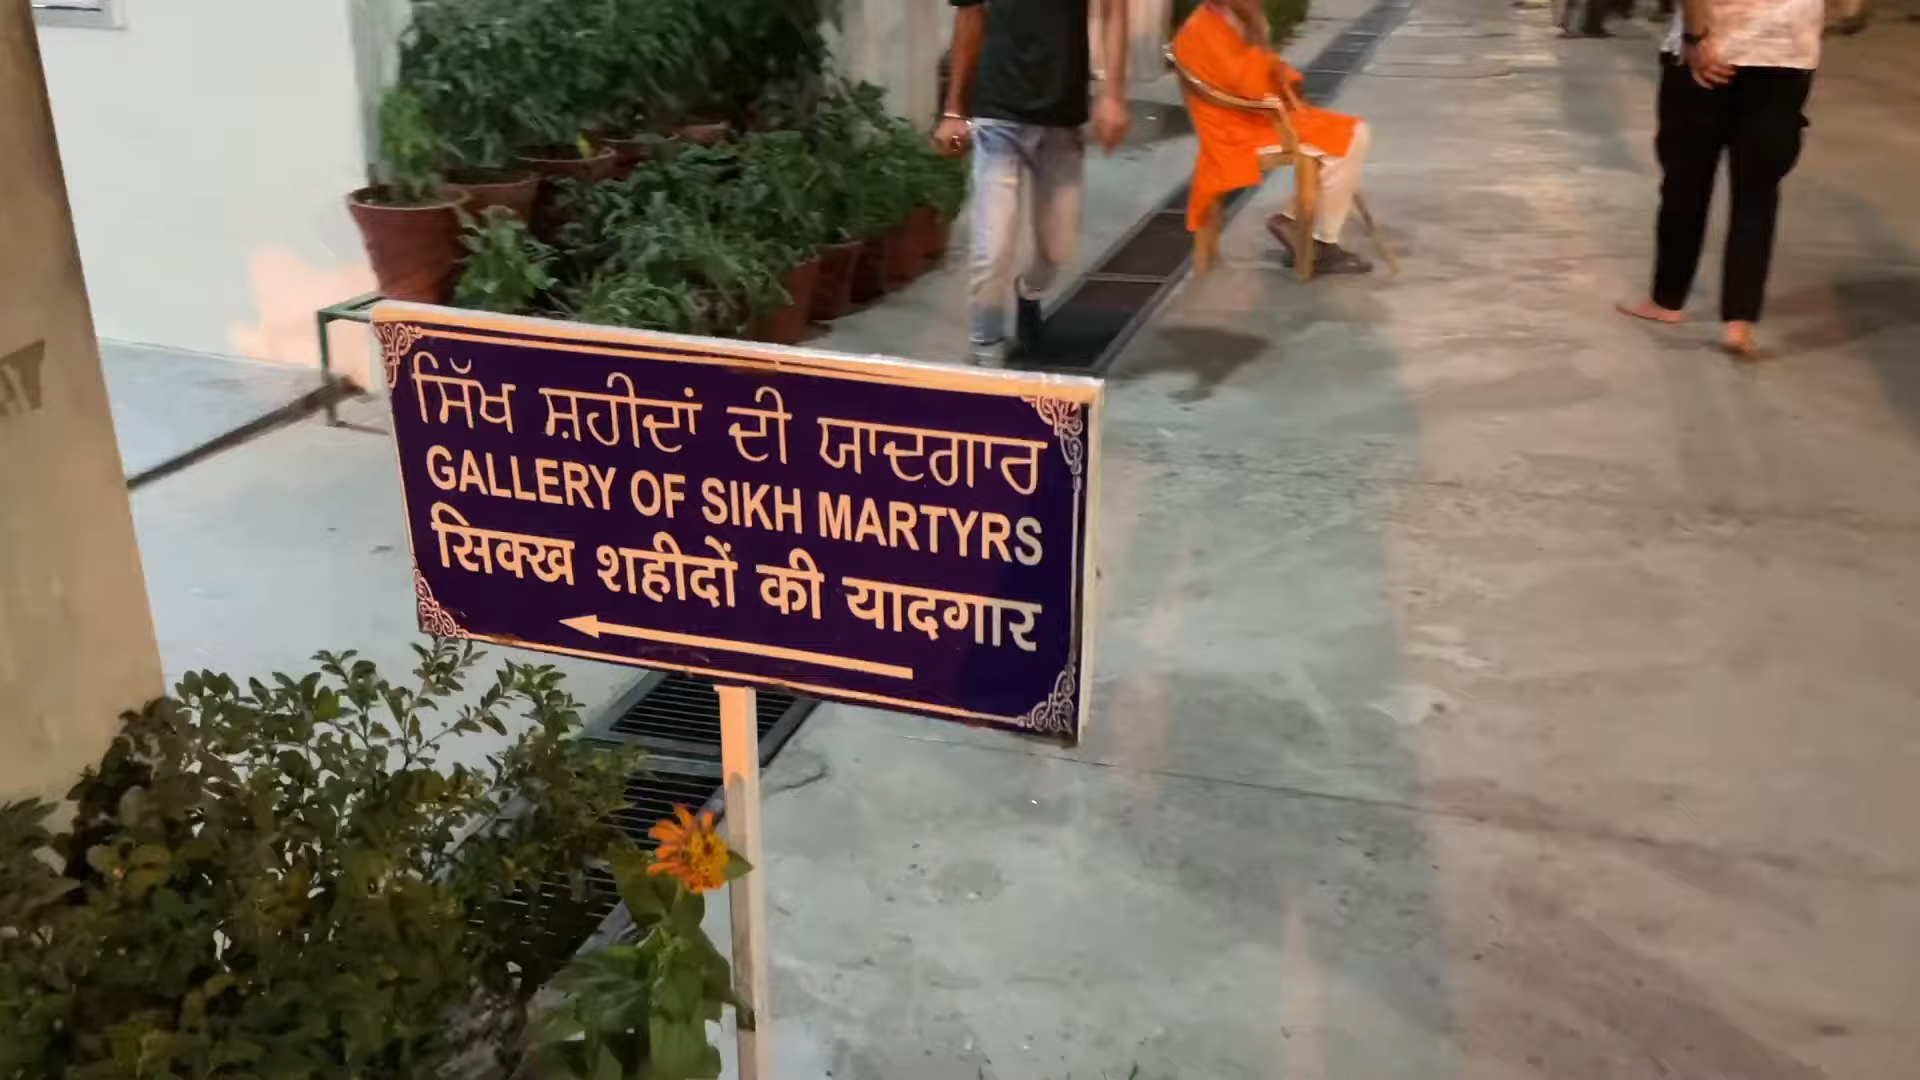 ਸਿੱਖ ਸ਼ਹੀਦਾਂ ਦੀ ਯਾਦਗਾਰ
GALLERY OF SIKH MARTYRS
सिक्ख शहीदों की यादगार